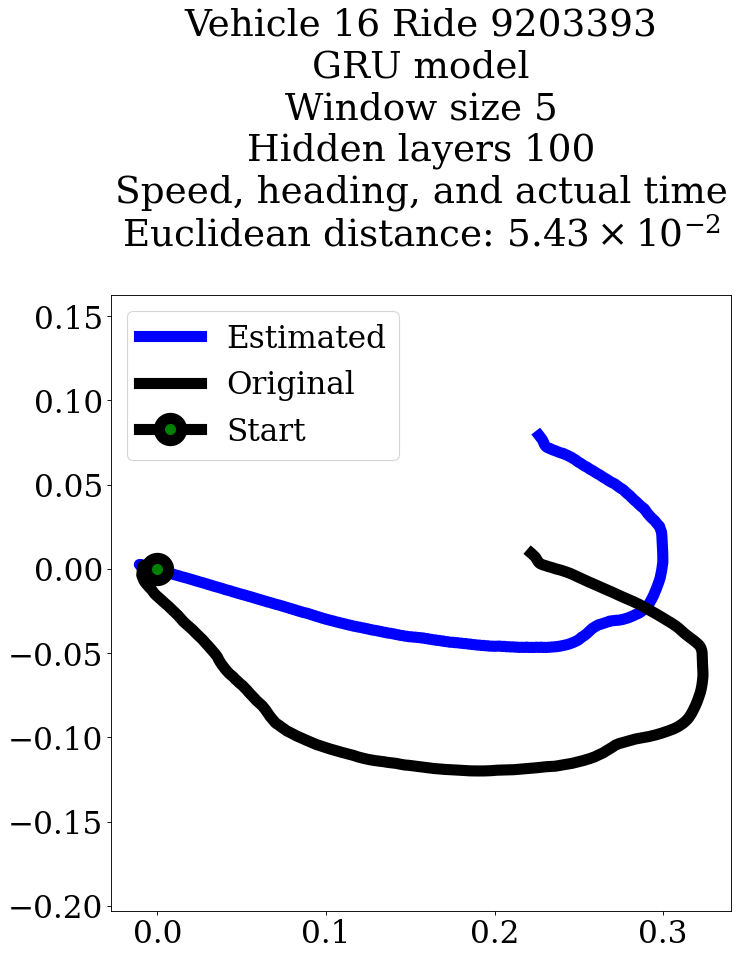 Vehicle 16 Ride 9203393
GRU model
Window size 5
Hidden layers 100
Speed, heading, and actual time
Euclidean distance: 5.43 × 10⁻²
Estimated
Original
Start
0.15
0.10
0.05
0.00
−0.05
−0.10
−0.15
−0.20
0.0 0.1 0.2 0.3